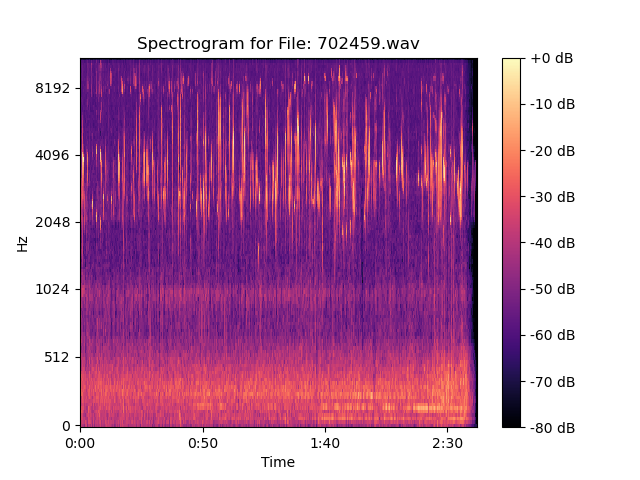 Spectrogram for File: 702459.wav
Hz
8192
4096
2048
1024
512
0
0:00
0:50
1:40
2:30
Time
+0 dB
-10 dB
-20 dB
-30 dB
-40 dB
-50 dB
-60 dB
-70 dB
-80 dB